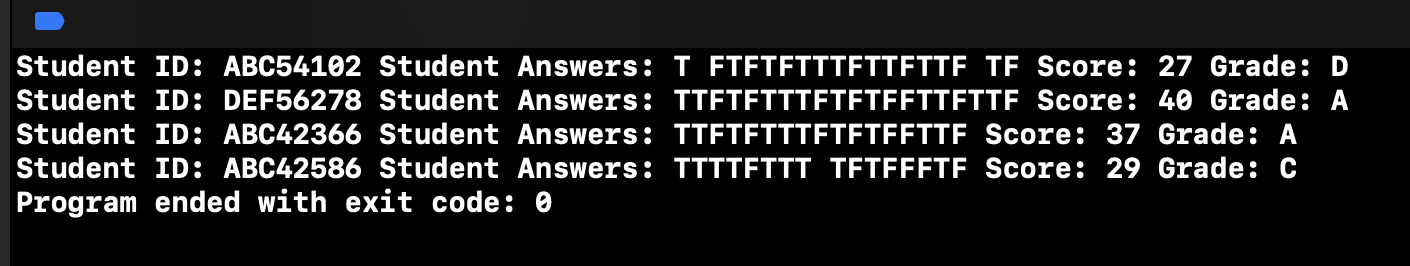 Student ID: ABC54102 Student Answers: T FTFTFTTTFTTFTTF TF Score: 27 Grade: D
Student ID: DEF56278 Student Answers: TTFTFTTTFTFTFFTTFTTF Score: 40 Grade: A
Student ID: ABC42366 Student Answers: TTFTFTTTFTFTFFTTF Score: 37 Grade: A
Student ID: ABC42586 Student Answers: TTTTFTTT TFTFFFTF Score: 29 Grade: C
Program ended with exit code: 0